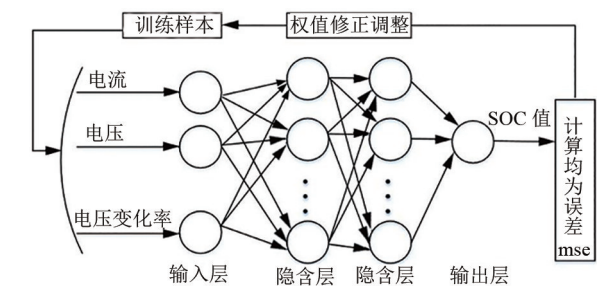 训练样本
权值修正调整
电流
电压
电压变化率
SOC 值
计算均为误差
mse
输入层
隐含层
隐含层
输出层